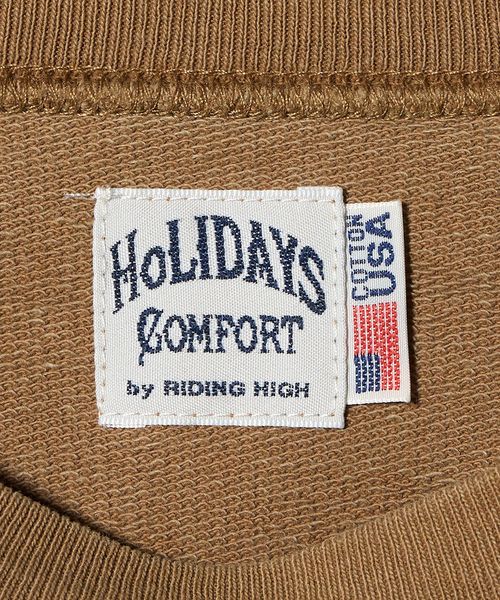 HOLIDAYS
COMFORT
by RIDING HIGH
COTTON
USA